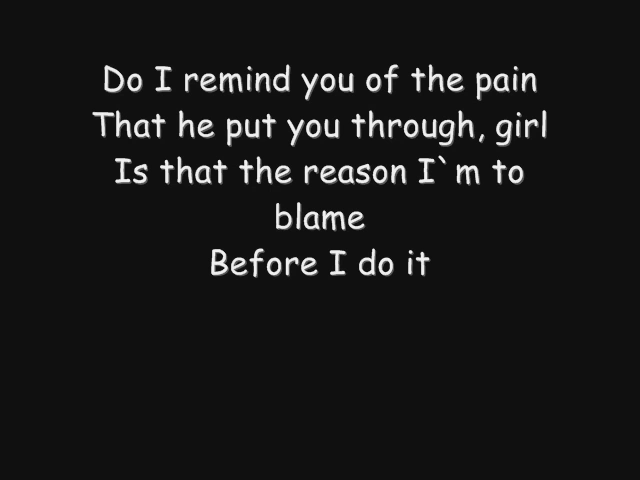 Do I remind you of the pain
That he put you through, girl
Is that the reason I`m to
blame
Before I do it